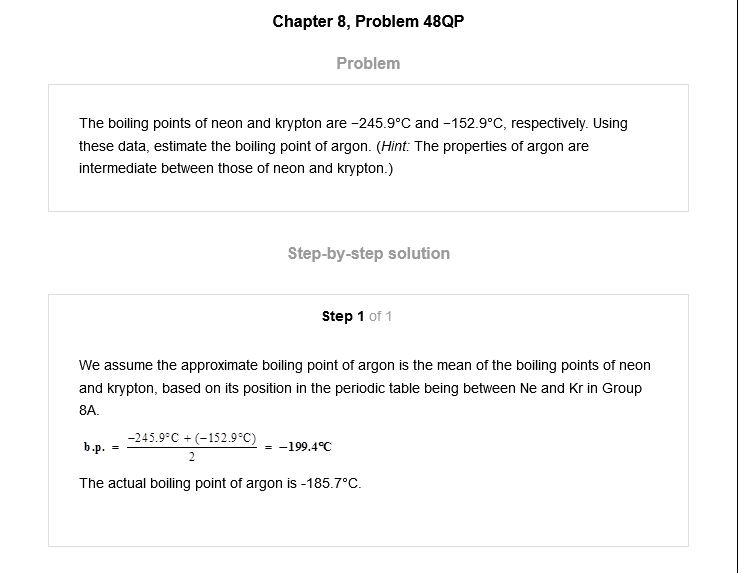 Chapter 8, Problem 48QP
Problem
The boiling points of neon and krypton are −245.9°C and −152.9°C, respectively. Using
these data, estimate the boiling point of argon. (Hint: The properties of argon are
intermediate between those of neon and krypton.)
Step-by-step solution
Step 1 of 1
We assume the approximate boiling point of argon is the mean of the boiling points of neon
and krypton, based on its position in the periodic table being between Ne and Kr in Group
8A.
b.p. = −245.9°C + (−152.9°C) / 2 = −199.4°C
The actual boiling point of argon is -185.7°C.